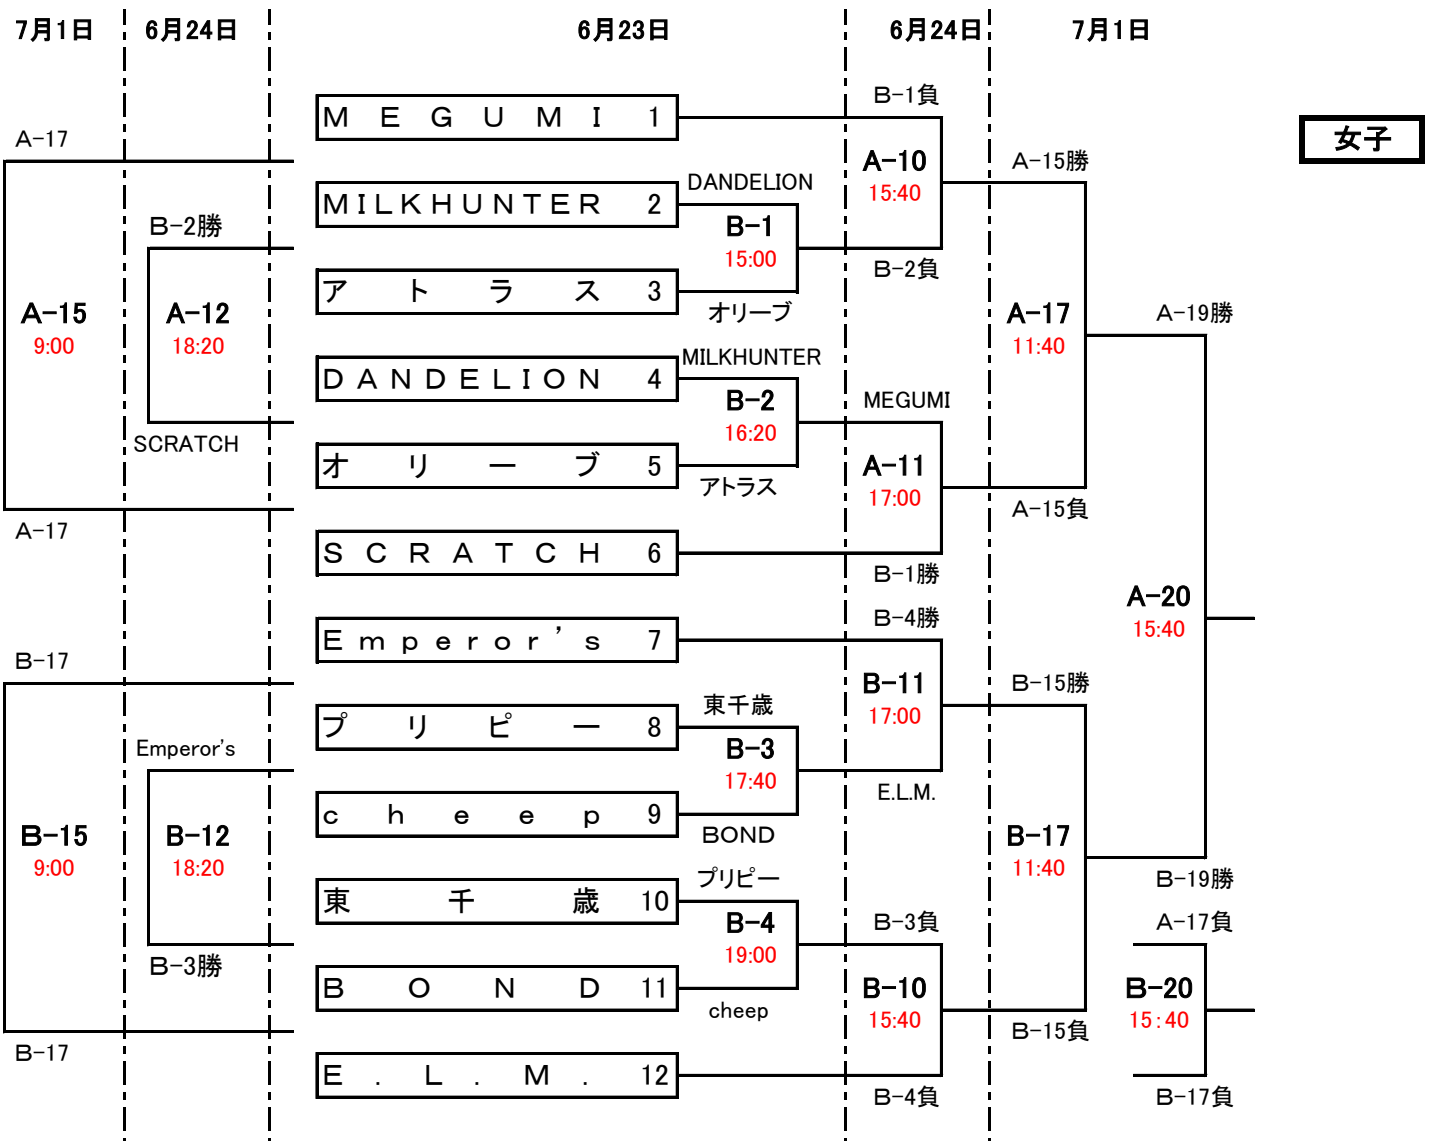 7月1日 6月24日 6月23日 6月24日 7月1日
B-1負
MEGUMI 1
女子
A-17
A-10
A-15勝
15:40
DANDELION
MILKHUNTER 2
B-2勝
B-1
15:00
B-2負
アトラス 3
A-15
A-12
オリーブ
A-17
A-19勝
9:00
18:20
11:40
MILKHUNTER
DANDELION 4
B-2
MEGUMI
16:20
SCRATCH
オリーブ 5
A-11
アトラス
17:00
A-15負
A-17
SCRATCH 6
B-1勝
A-20
B-4勝
15:40
Emperor's 7
B-17
B-11
B-15勝
東千歳
17:00
プリピー 8
Emperor's
B-3
17:40
E.L.M.
cheep 9
B-15
B-12
BOND
B-17
9:00
18:20
11:40
プリピー
B-19勝
東千歳 10
B-4
B-3負
A-17負
19:00
B-3勝
BOND 11
B-10
B-20
cheep
15:40
15:40
B-15負
B-17
E.L.M. 12
B-4負
B-17負